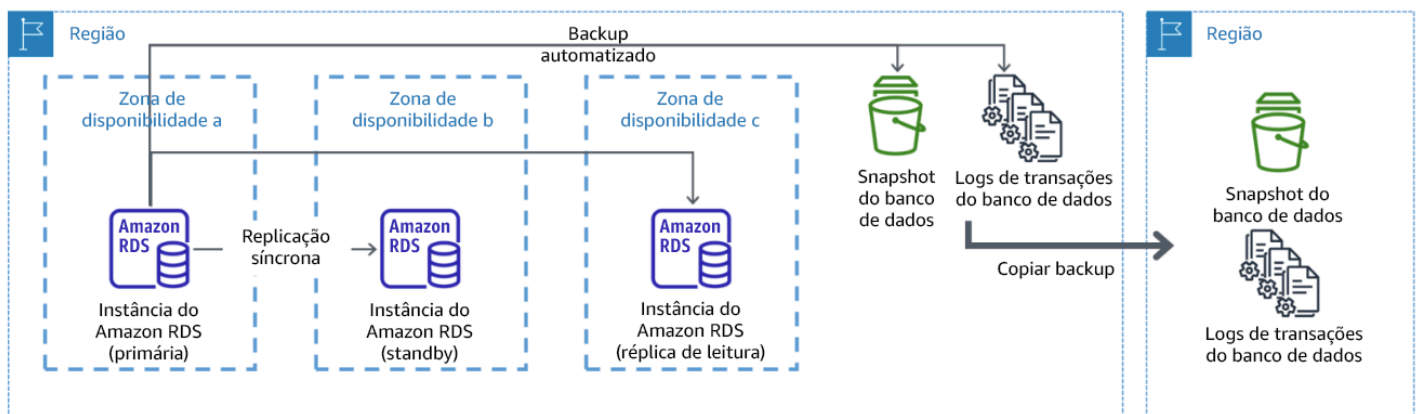 Região
Backup
automatizado
Região
Zona de
disponibilidade a
Zona de
disponibilidade b
Zona de
disponibilidade c
Snapshot
do banco
de dados
Logs de transações
do banco de dados
Snapshot do
banco de dados
Amazon
RDS
Replicação
síncrona
Amazon
RDS
Amazon
RDS
Copiar backup
Instância do
Amazon RDS
(primária)
Instância do
Amazon RDS
(standby)
Instância do
Amazon RDS
(réplica de leitura)
Logs de transações
do banco de dados